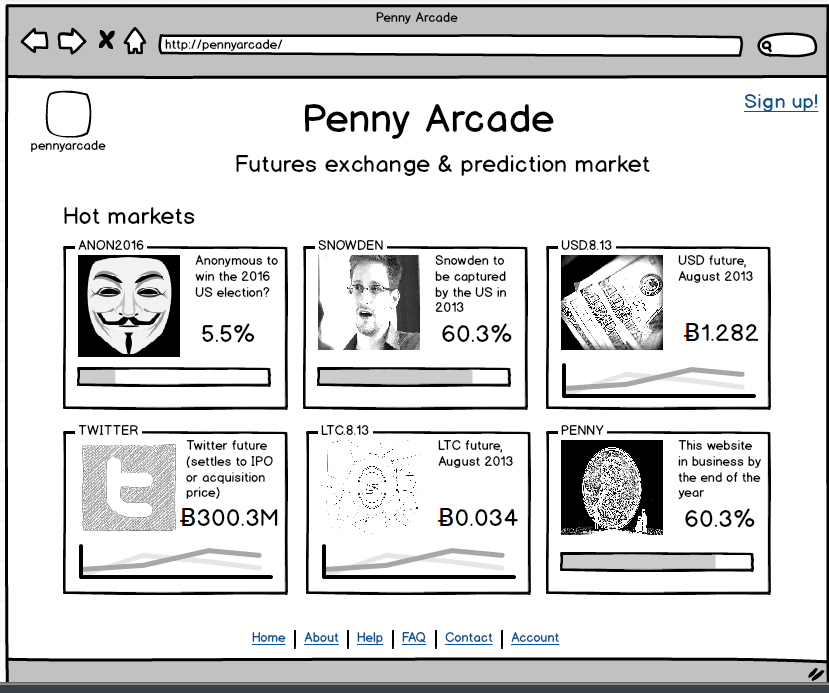 Penny Arcade
http://pennyarcade/
pennyarcade
Sign up!
Penny Arcade
Futures exchange & prediction market
Hot markets
ANON2016
Anonymous to
win the 2016
US election?
5.5%
SNOWDEN
Snowden to
be captured
by the US in
2013
60.3%
USD.8.13
USD future,
August 2013
Ƀ1.282
TWITTER
Twitter future
(settles to IPO
or acquisition
price)
Ƀ300.3M
LTC.8.13
LTC future,
August 2013
Ƀ0.034
PENNY
This website
in business by
the end of the
year
60.3%
Home | About | Help | FAQ | Contact | Account